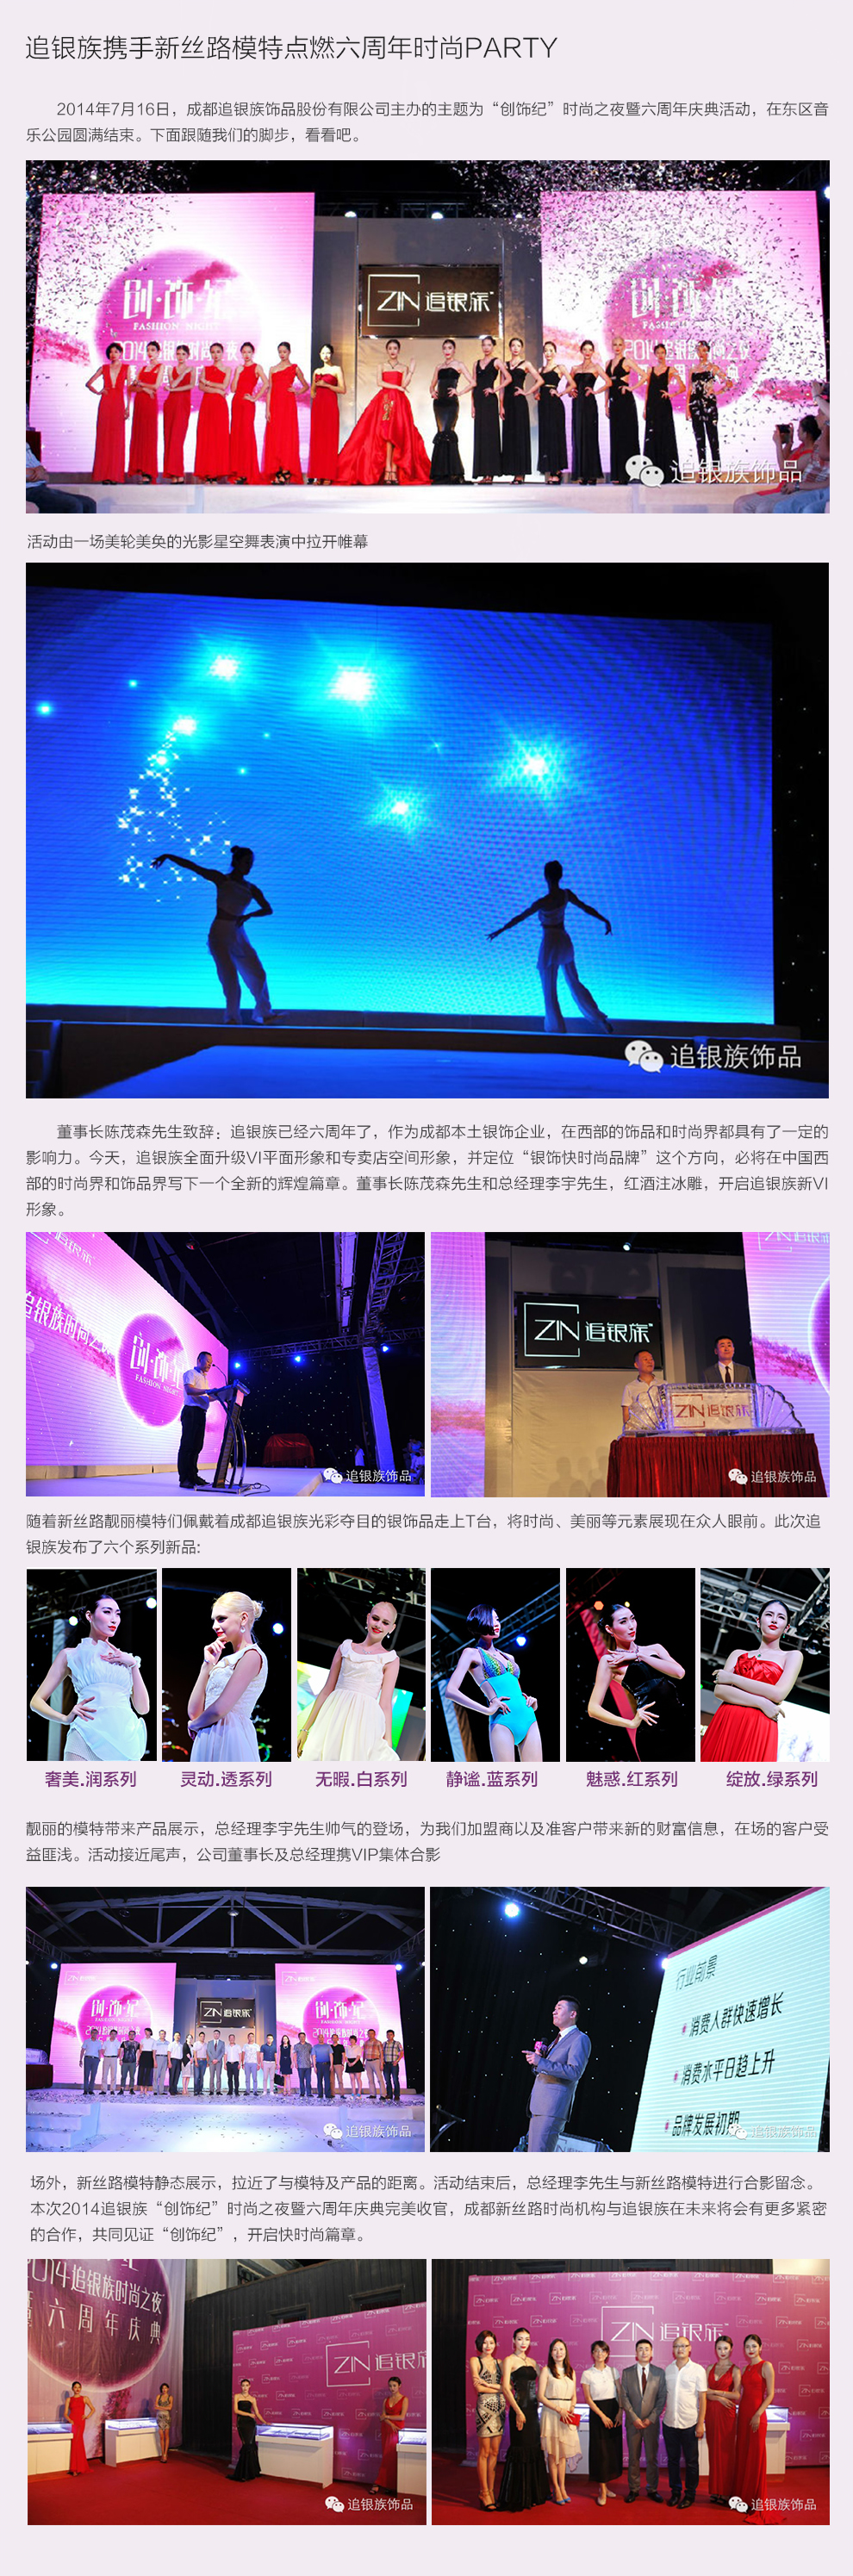 追银族携手新丝路模特点燃六周年时尚PARTY
2014年7月16日，成都追银族饰品股份有限公司主办的主题为“创饰纪”时尚之夜暨六周年庆典活动，在东区音
乐公园圆满结束。下面跟随我们的脚步，看看吧。
创·饰·纪
FASHION NIGHT
ZIN 追银族
创·饰·纪
追银族饰品
活动由一场美轮美奂的光影星空舞表演中拉开帷幕
追银族饰品
董事长陈茂森先生致辞：追银族已经六周年了，作为成都本土银饰企业，在西部的饰品和时尚界都具有了一定的
影响力。今天，追银族全面升级VI平面形象和专卖店空间形象，并定位“银饰快时尚品牌”这个方向，必将在中国西
部的时尚界和饰品界写下一个全新的辉煌篇章。董事长陈茂森先生和总经理李宇先生，红酒注冰雕，开启追银族新VI
形象。
追银族时尚之夜
创·饰·纪
FASHION NIGHT
追银族饰品
ZIN 追银族
ZIN 追银族
追银族饰品
随着新丝路靓丽模特们佩戴着成都追银族光彩夺目的银饰品走上T台，将时尚、美丽等元素展现在众人眼前。此次追
银族发布了六个系列新品:
奢美.润系列
灵动.透系列
无暇.白系列
静谧.蓝系列
魅惑.红系列
绽放.绿系列
靓丽的模特带来产品展示，总经理李宇先生帅气的登场，为我们加盟商以及准客户带来新的财富信息，在场的客户受
益匪浅。活动接近尾声，公司董事长及总经理携VIP集体合影
创·饰·纪
ZIN 追银族
创·饰·纪
追银族饰品
行业前景
消费人群快速增长
消费水平日趋上升
品牌发展初期
追银族饰品
场外，新丝路模特静态展示，拉近了与模特及产品的距离。活动结束后，总经理李先生与新丝路模特进行合影留念。
本次2014追银族“创饰纪”时尚之夜暨六周年庆典完美收官，成都新丝路时尚机构与追银族在未来将会有更多紧密
的合作，共同见证“创饰纪”，开启快时尚篇章。
2014追银族时尚之夜
暨六周年庆典
ZIN 追银族
追银族饰品
ZIN 追银族
追银族饰品